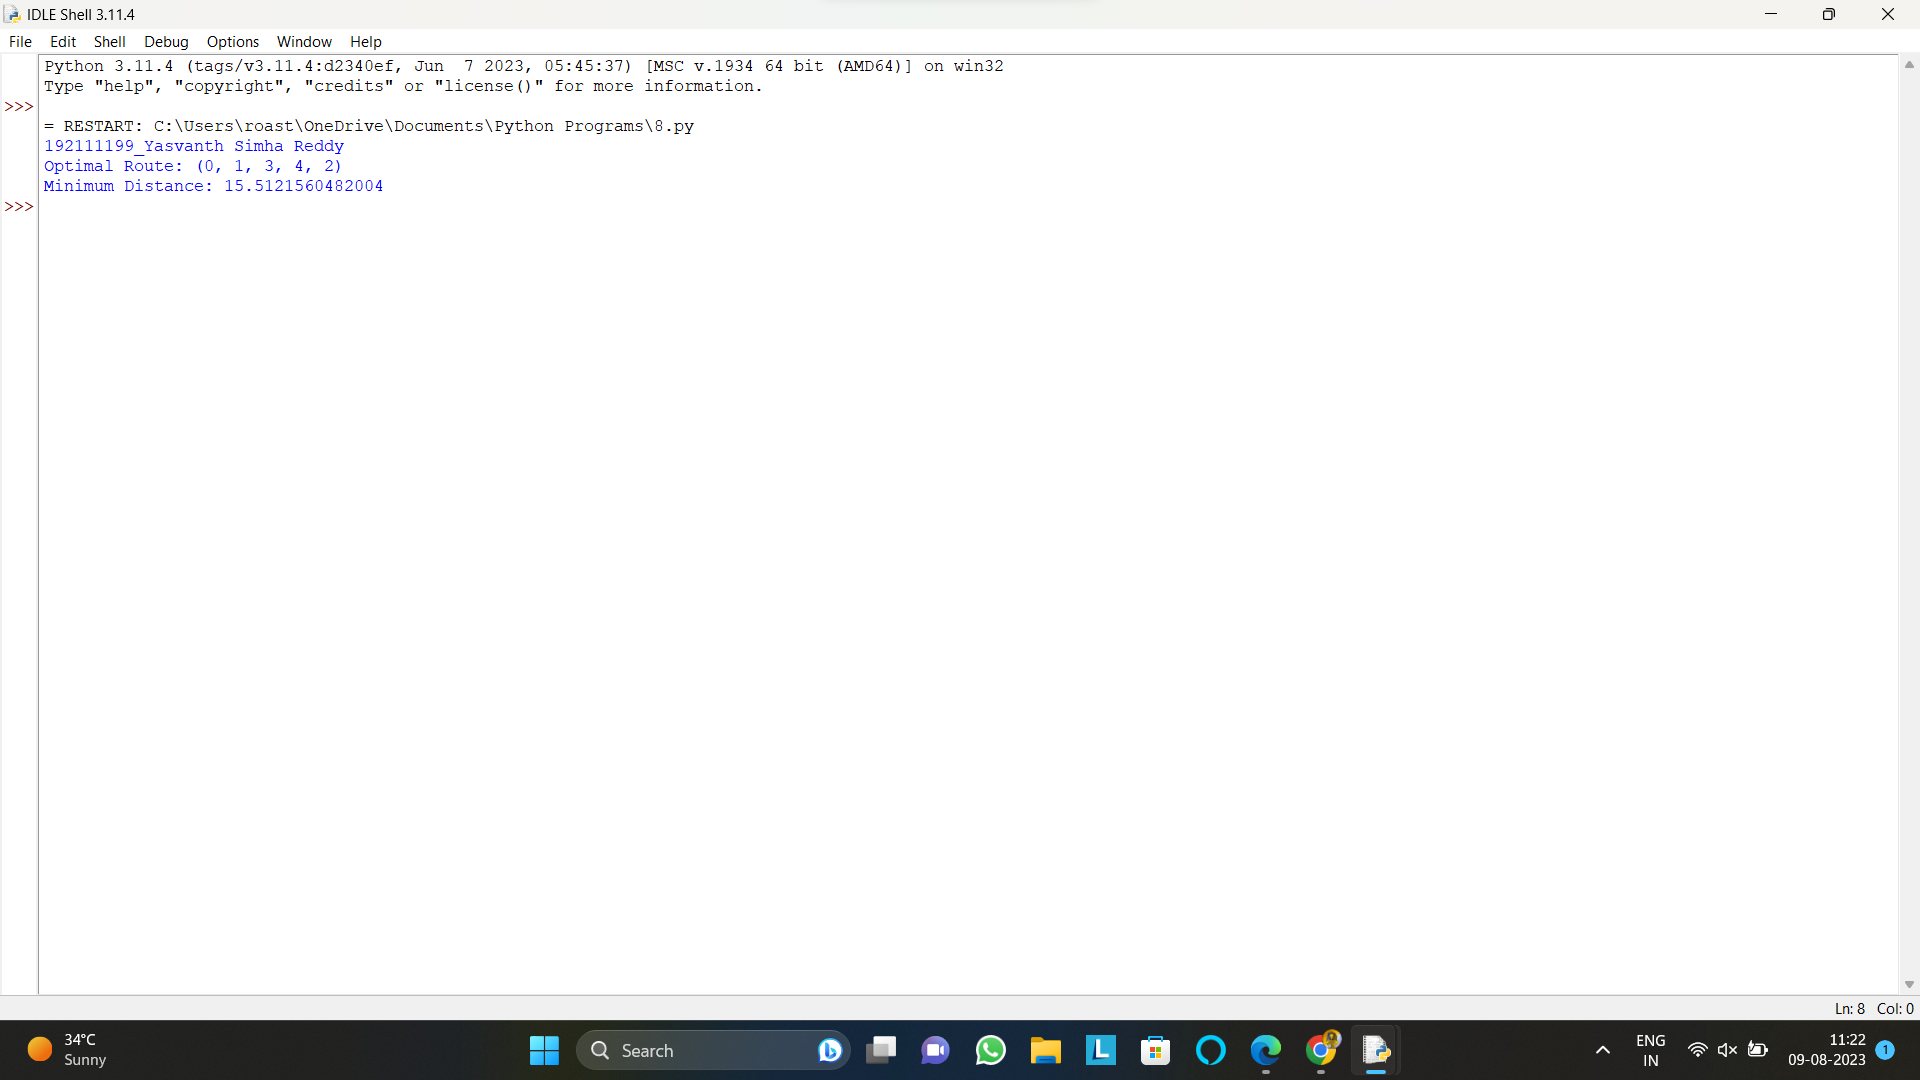 IDLE Shell 3.11.4
File Edit Shell Debug Options Window Help
Python 3.11.4 (tags/v3.11.4:d2340ef, Jun  7 2023, 05:45:37) [MSC v.1934 64 bit (AMD64)] on win32
Type "help", "copyright", "credits" or "license()" for more information.
>>>
= RESTART: C:\Users\roast\OneDrive\Documents\Python Programs\8.py
192111199_Yasvanth Simha Reddy
Optimal Route: (0, 1, 3, 4, 2)
Minimum Distance: 15.5121560482004
>>>
Ln: 8 Col: 0
34°C
Sunny
Search
L
ENG
IN
11:22
09-08-2023
1